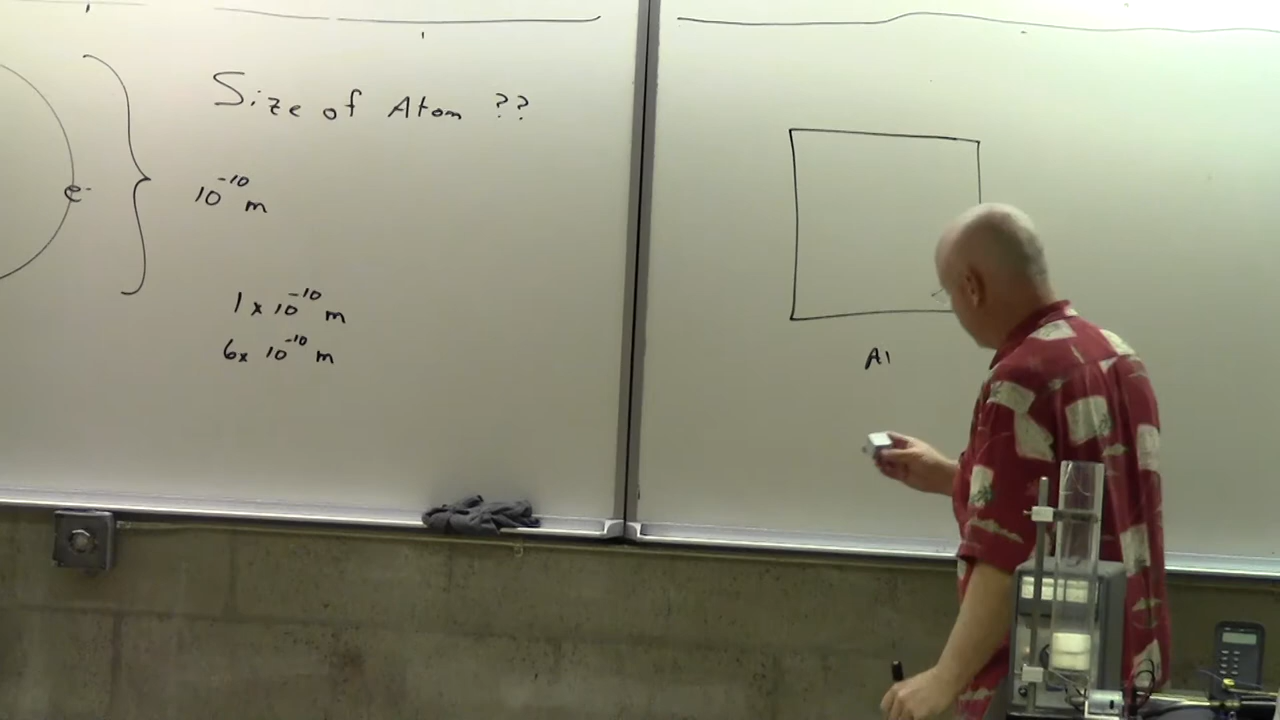 Size of Atom ??
e-
10⁻¹⁰ m
1 x 10⁻¹⁰ m
6 x 10⁻¹⁰ m
Al